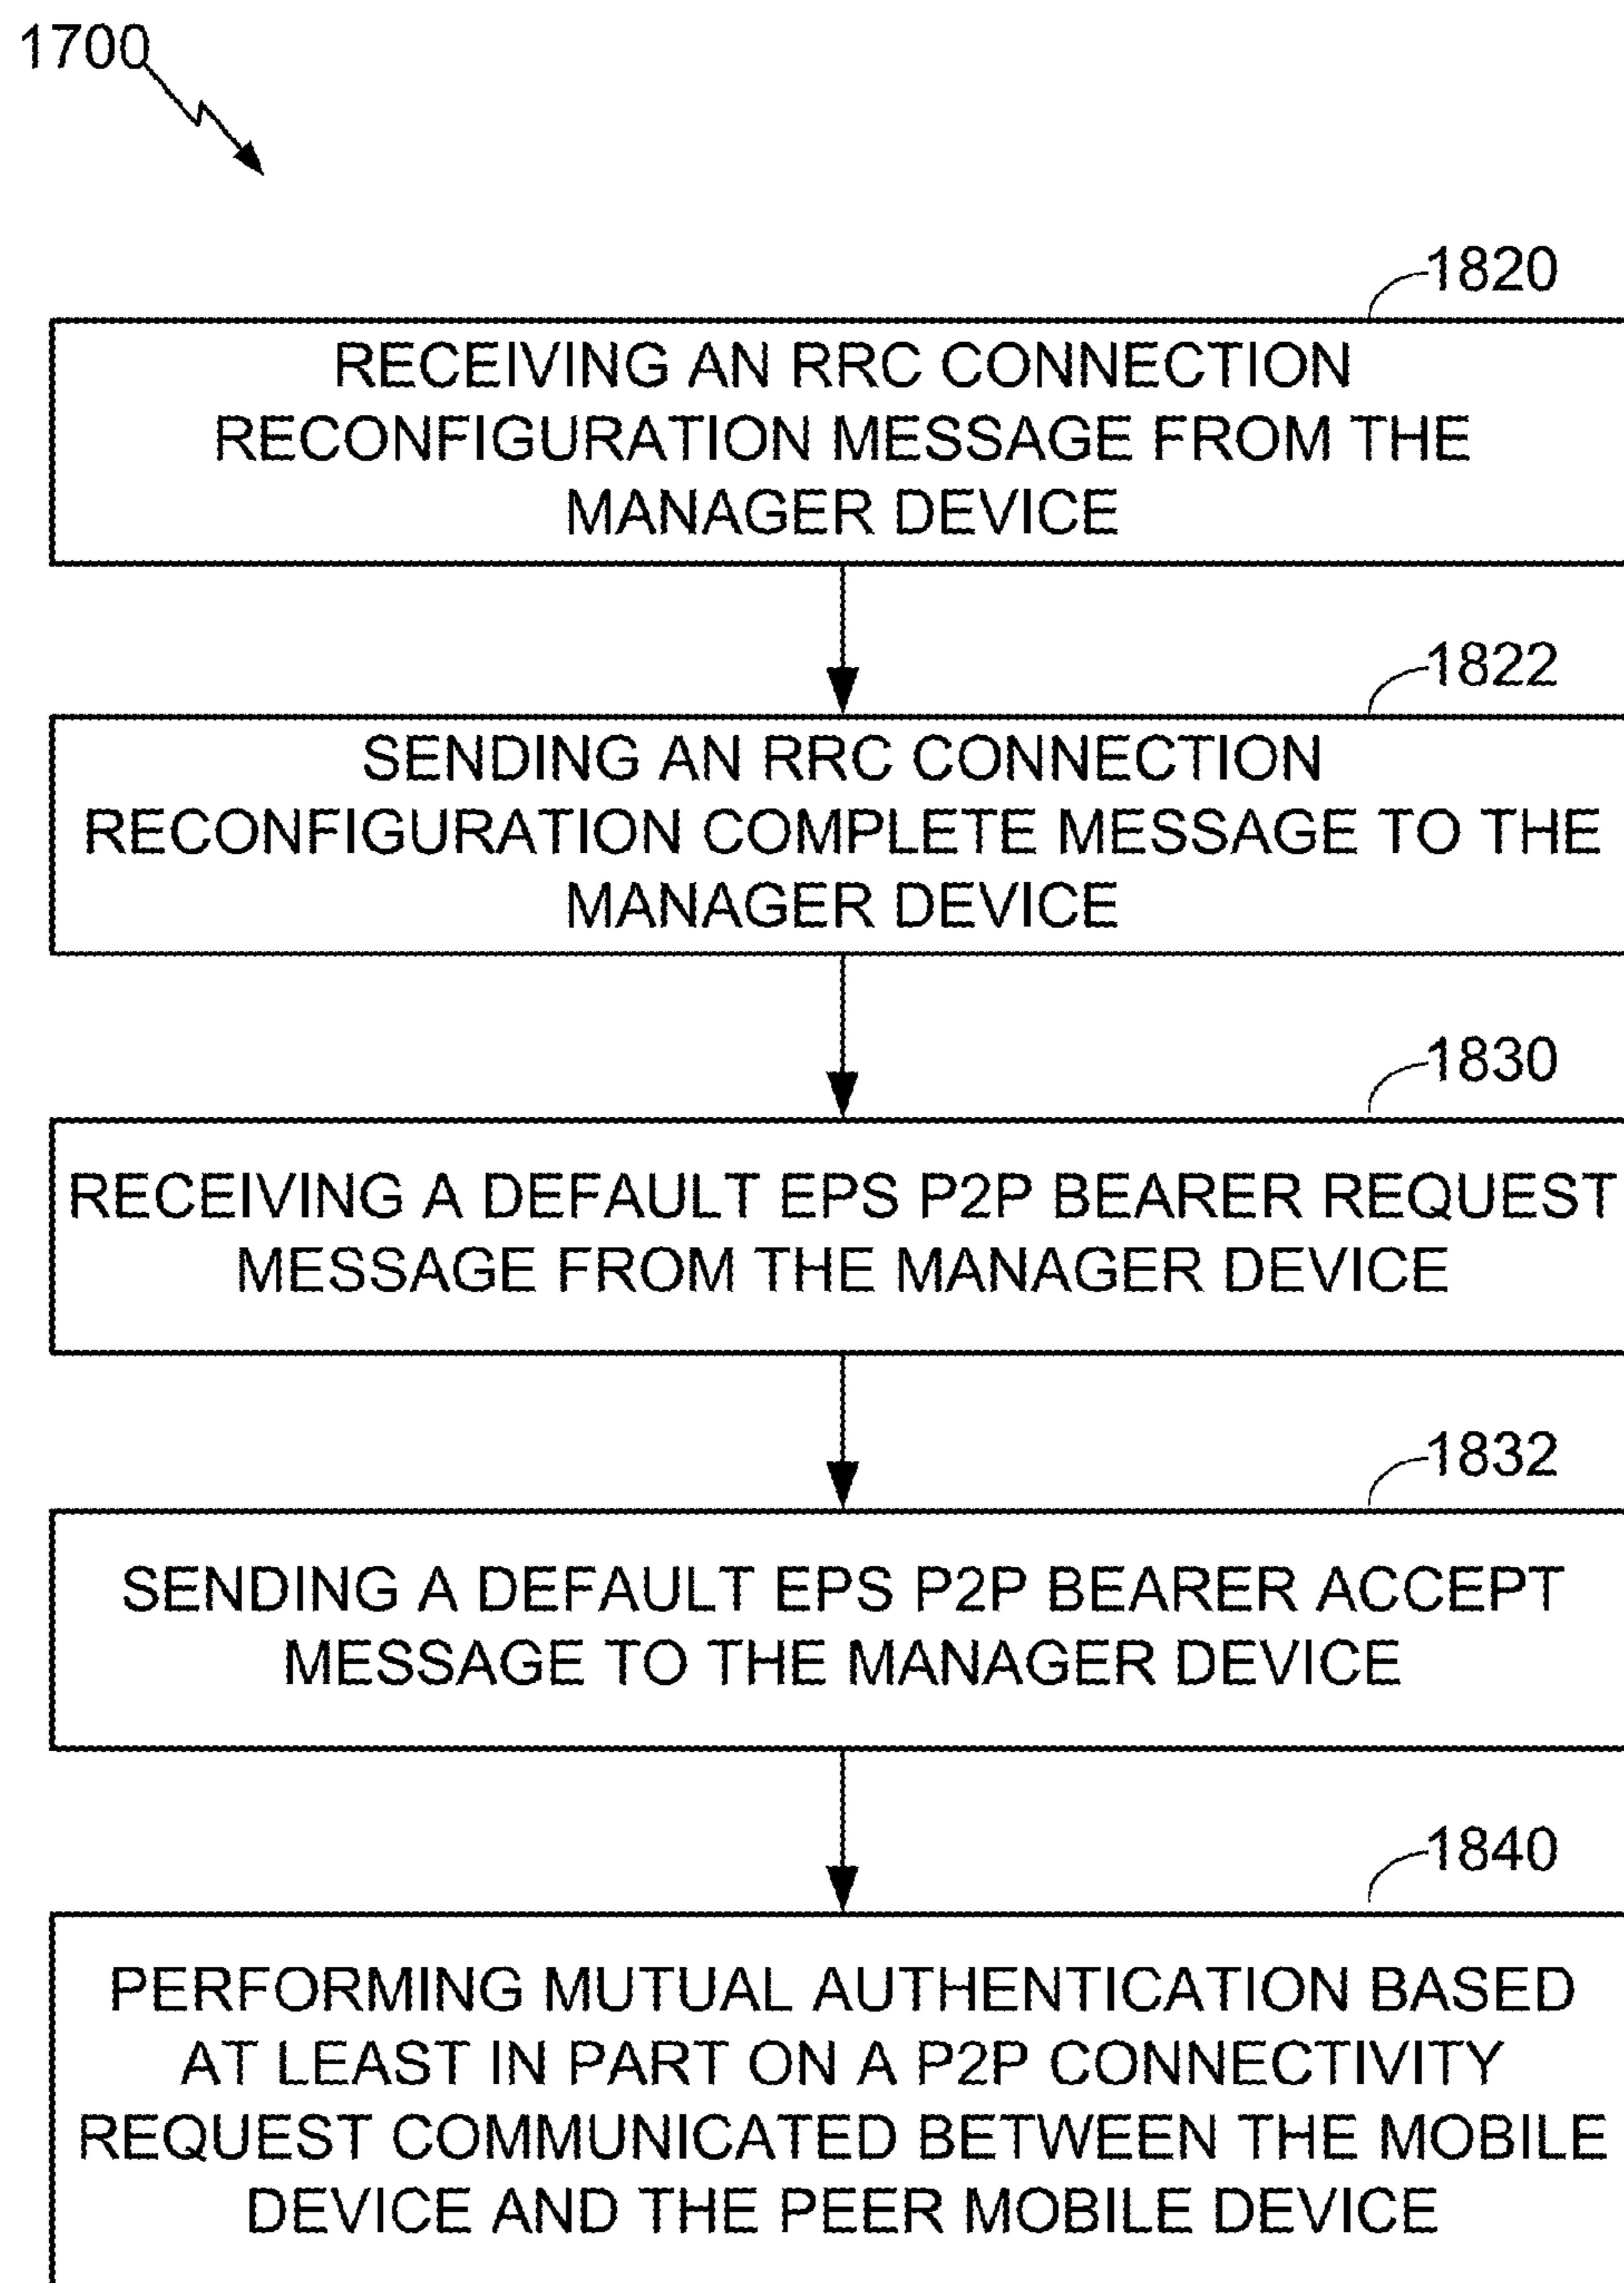 1700
1820
RECEIVING AN RRC CONNECTION
RECONFIGURATION MESSAGE FROM THE
MANAGER DEVICE
1822
SENDING AN RRC CONNECTION
RECONFIGURATION COMPLETE MESSAGE TO THE
MANAGER DEVICE
1830
RECEIVING A DEFAULT EPS P2P BEARER REQUEST
MESSAGE FROM THE MANAGER DEVICE
1832
SENDING A DEFAULT EPS P2P BEARER ACCEPT
MESSAGE TO THE MANAGER DEVICE
1840
PERFORMING MUTUAL AUTHENTICATION BASED
AT LEAST IN PART ON A P2P CONNECTIVITY
REQUEST COMMUNICATED BETWEEN THE MOBILE
DEVICE AND THE PEER MOBILE DEVICE